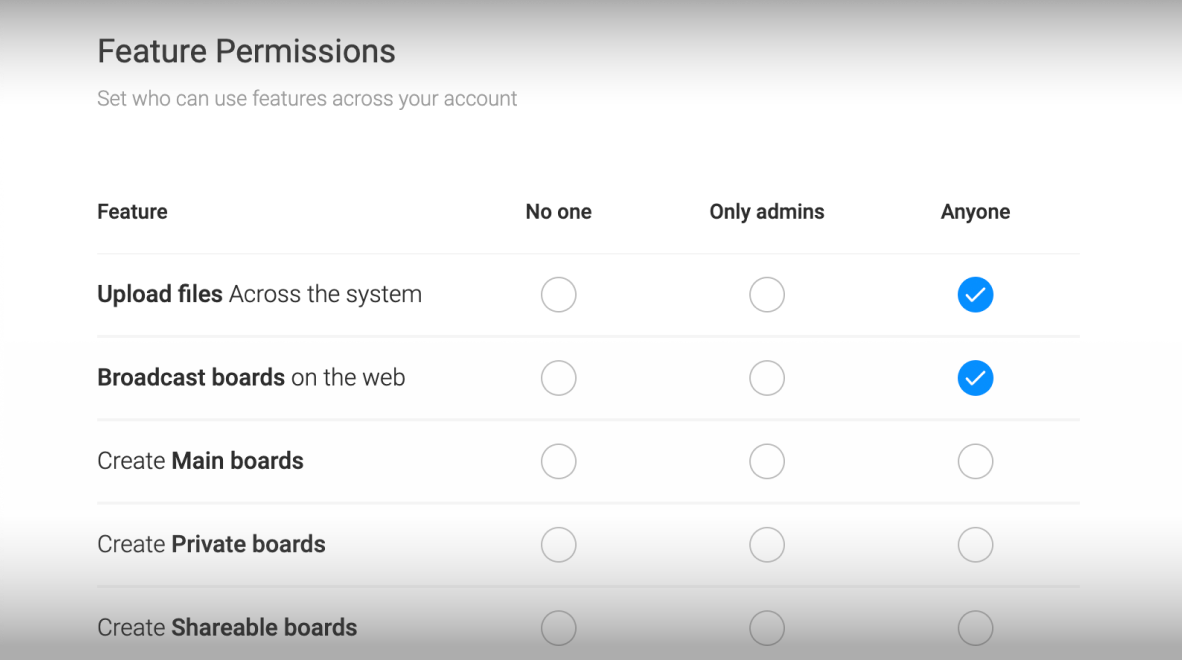 Feature Permissions
Set who can use features across your account
Feature No one Only admins Anyone
Upload files Across the system
Broadcast boards on the web
Create Main boards
Create Private boards
Create Shareable boards